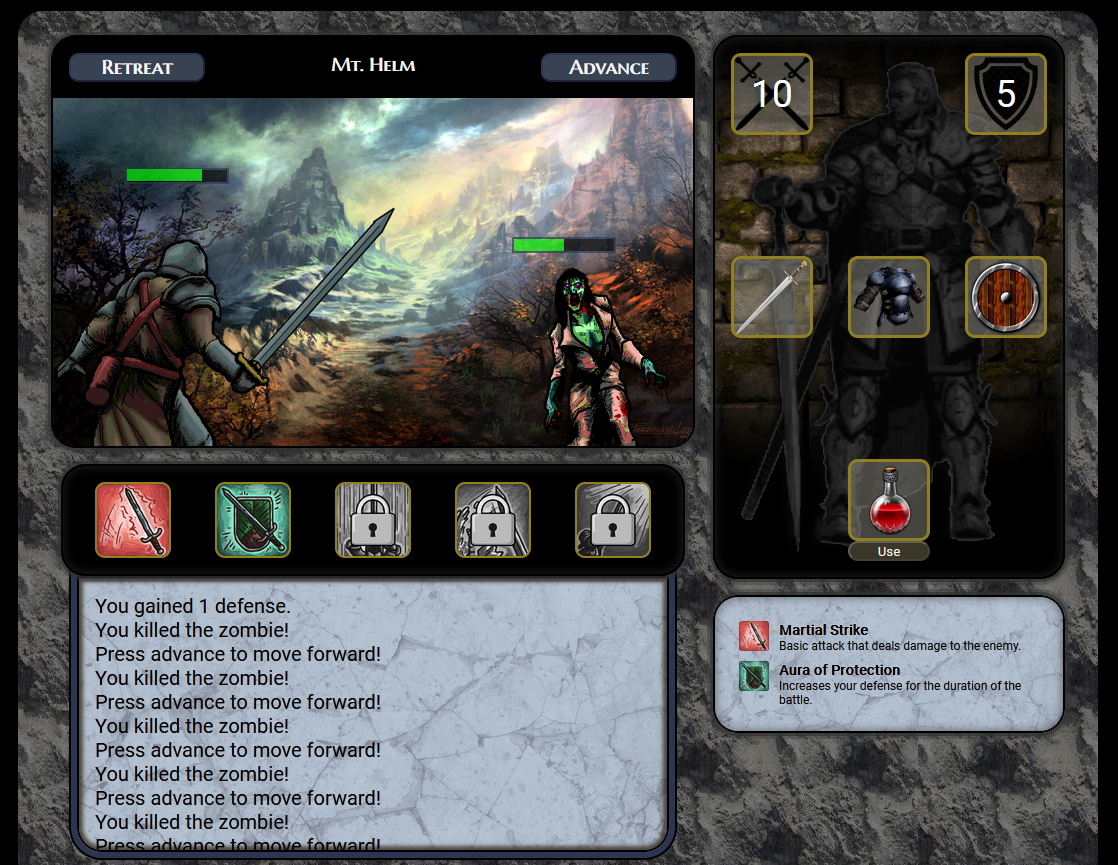 Retreat
Mt. Helm
Advance
10
5
Use
You gained 1 defense.
You killed the zombie!
Press advance to move forward!
You killed the zombie!
Press advance to move forward!
You killed the zombie!
Press advance to move forward!
You killed the zombie!
Press advance to move forward!
You killed the zombie!
Press advance to move forward!
Martial Strike
Basic attack that deals damage to the enemy.
Aura of Protection
Increases your defense for the duration of the
battle.